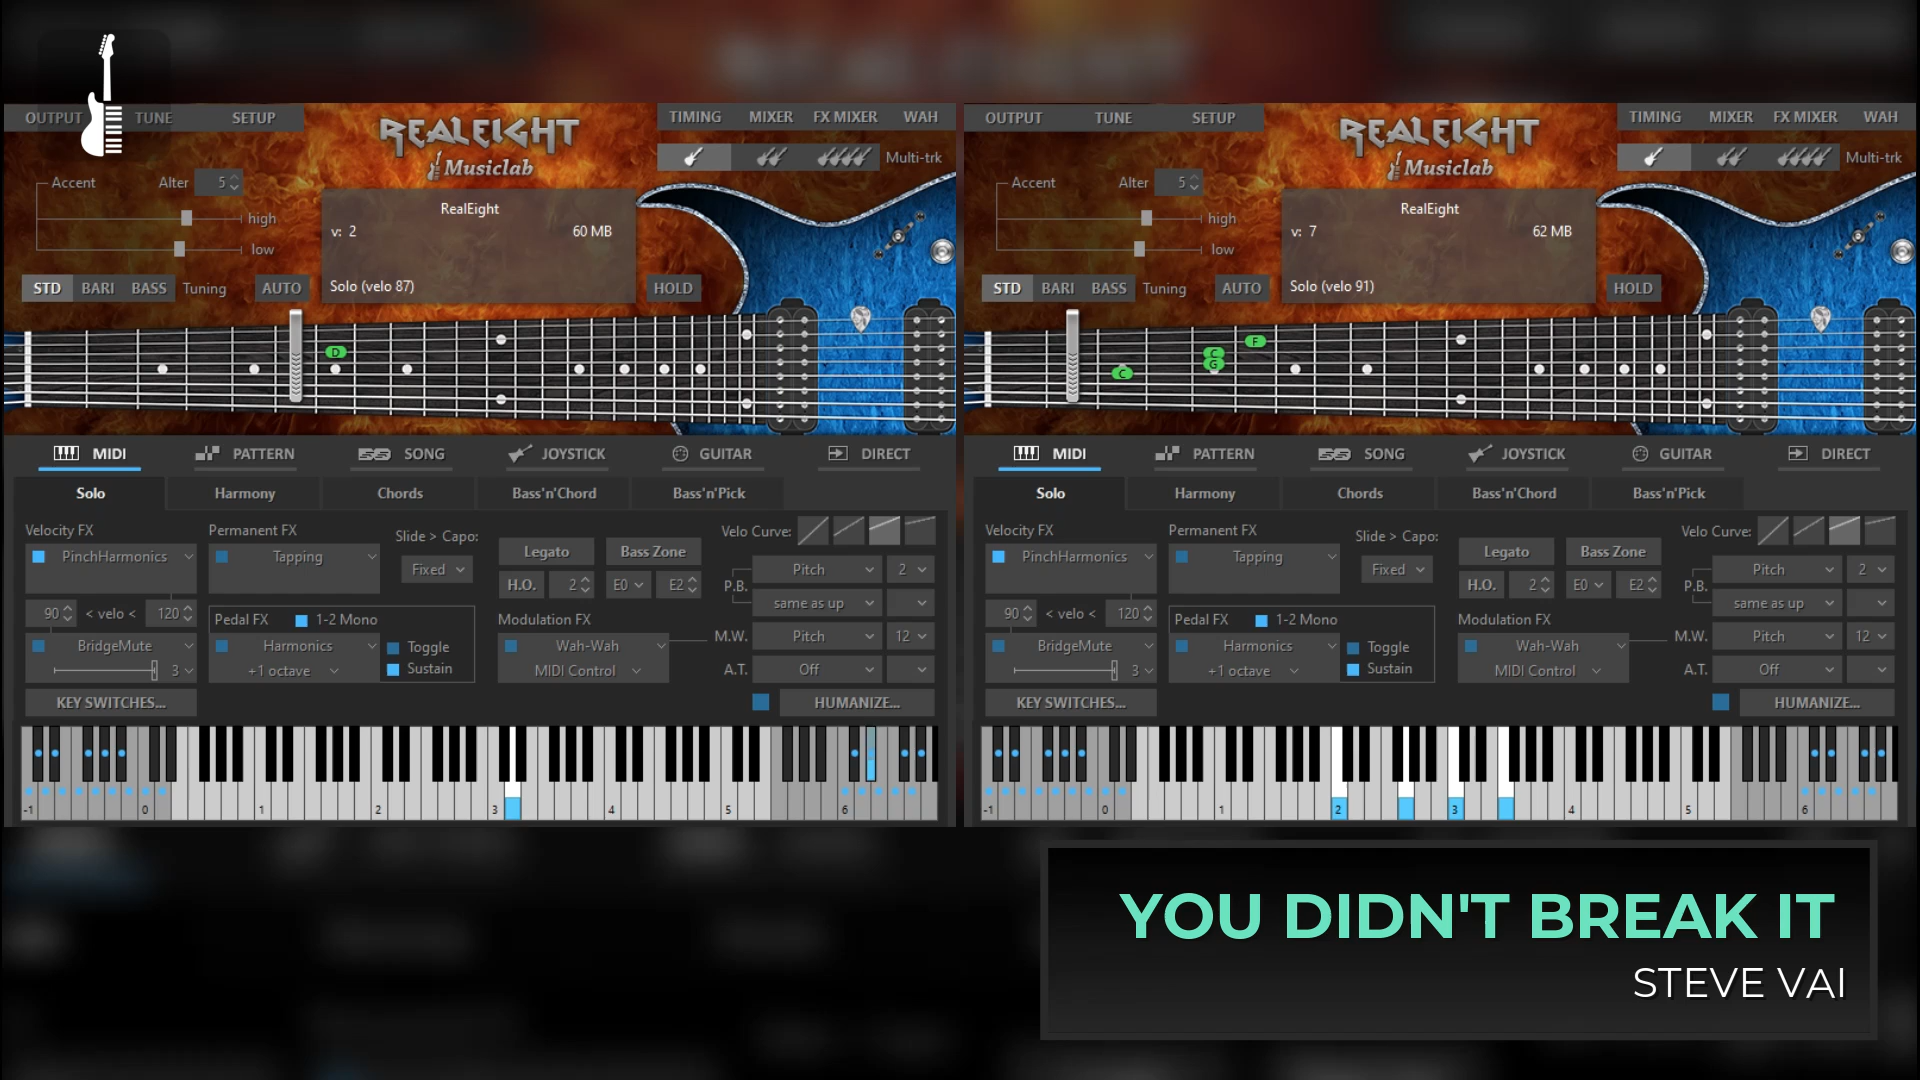 OUTPUT TUNE SETUP
REALEIGHT
Musiclab
TIMING MIXER FX MIXER WAH
Multi-trk
Accent Alter 5
high
low
RealEight
v: 2 60 MB
Solo (velo 87)
STD BARI BASS Tuning AUTO
HOLD
D
MIDI PATTERN SONG JOYSTICK GUITAR DIRECT
Solo Harmony Chords Bass'n'Chord Bass'n'Pick
Velocity FX Permanent FX Slide > Capo: Velo Curve:
PinchHarmonics Tapping Fixed Legato Bass Zone
H.O. 2 E0 E2
P.B. Pitch 2
same as up
90 < velo < 120
Pedal FX 1-2 Mono
Modulation FX
BridgeMute Harmonics Toggle Wah-Wah M.W. Pitch 12
3 +1 octave Sustain MIDI Control A.T. Off
KEY SWITCHES... HUMANIZE...
-1 0 1 2 3 4 5 6
OUTPUT TUNE SETUP
REALEIGHT
Musiclab
TIMING MIXER FX MIXER WAH
Multi-trk
Accent Alter 5
high
low
RealEight
v: 7 62 MB
Solo (velo 91)
STD BARI BASS Tuning AUTO
HOLD
F
C
G
C
MIDI PATTERN SONG JOYSTICK GUITAR DIRECT
Solo Harmony Chords Bass'n'Chord Bass'n'Pick
Velocity FX Permanent FX Slide > Capo: Velo Curve:
PinchHarmonics Tapping Fixed Legato Bass Zone
H.O. 2 E0 E2
P.B. Pitch 2
same as up
90 < velo < 120
Pedal FX 1-2 Mono
Modulation FX
BridgeMute Harmonics Toggle Wah-Wah M.W. Pitch 12
3 +1 octave Sustain MIDI Control A.T. Off
KEY SWITCHES... HUMANIZE...
-1 0 1 2 3 4 5 6
YOU DIDN'T BREAK IT
STEVE VAI